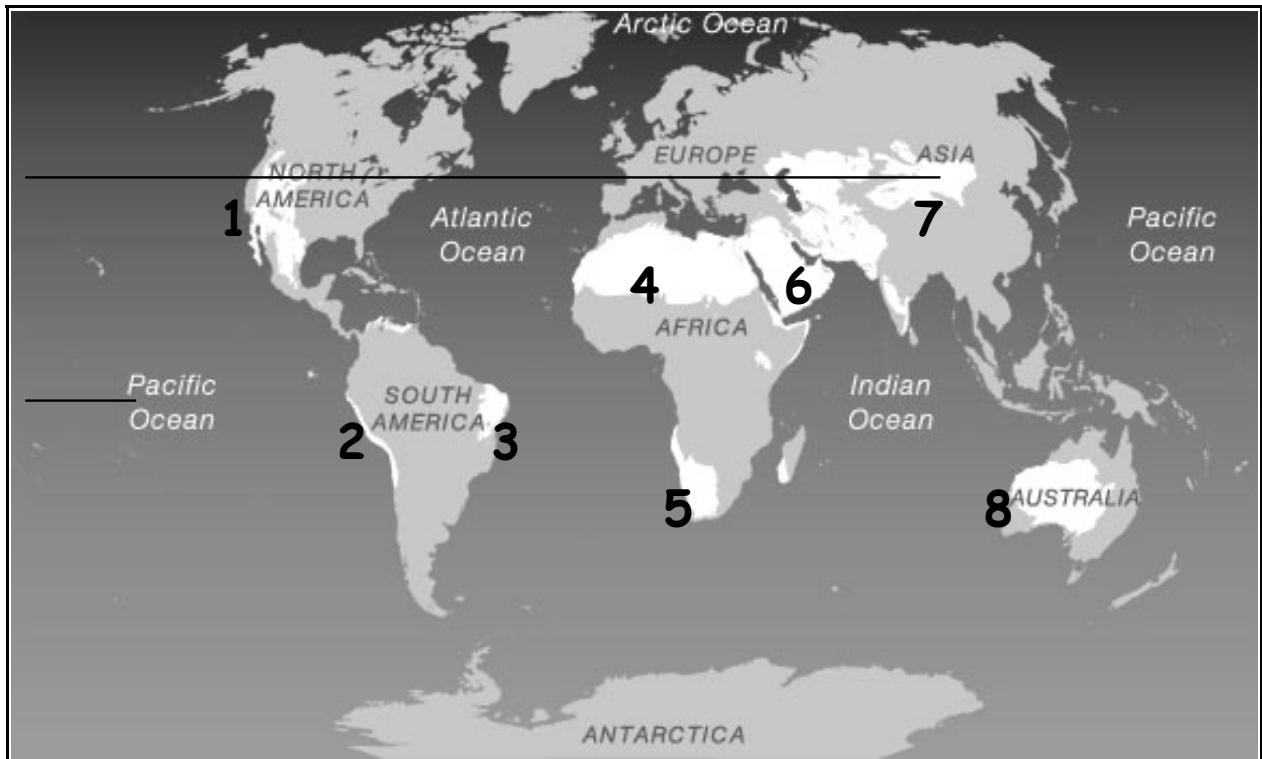 Arctic Ocean
NORTH
AMERICA
EUROPE
ASIA
1
Atlantic
Ocean
7
Pacific
Ocean
4
6
AFRICA
Pacific
Ocean
SOUTH
AMERICA
Indian
Ocean
2
3
5
8
AUSTRALIA
ANTARCTICA